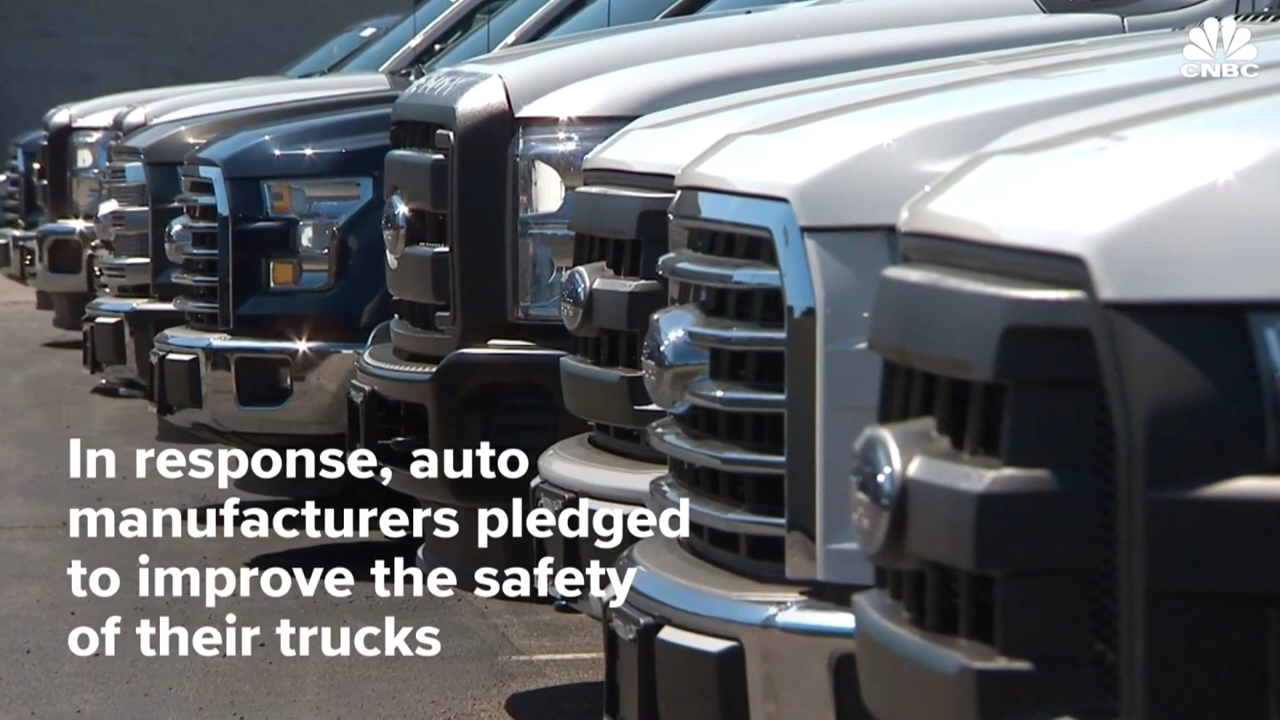 CNBC
In response, auto
manufacturers pledged
to improve the safety
of their trucks